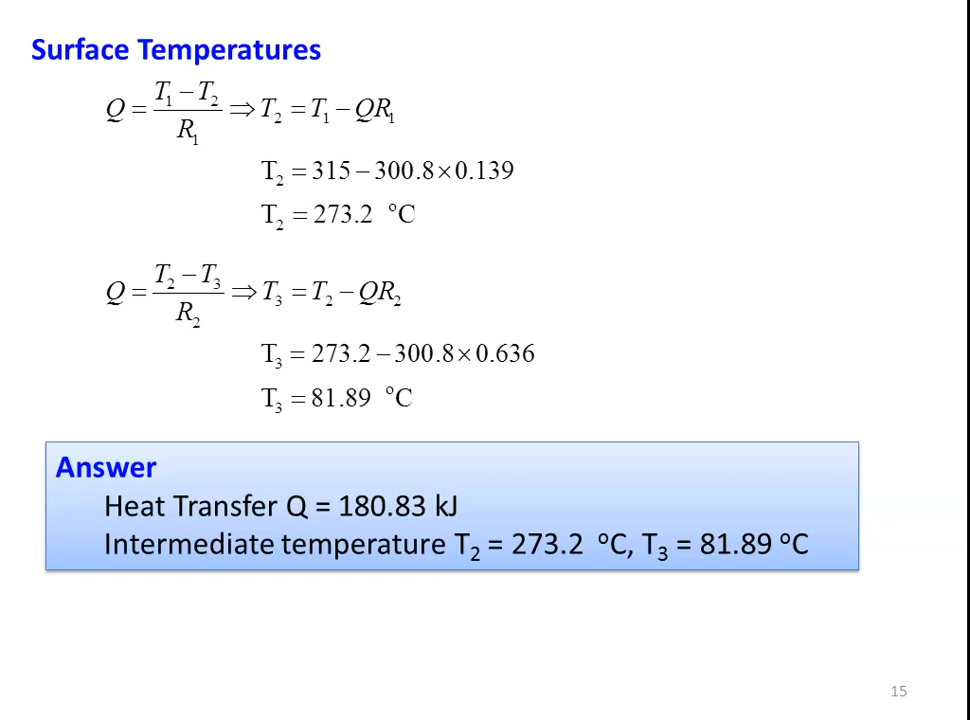 Surface Temperatures
Q = (T₁ − T₂) / R₁ ⇒ T₂ = T₁ − QR₁
T₂ = 315 − 300.8 × 0.139
T₂ = 273.2 °C
Q = (T₂ − T₃) / R₂ ⇒ T₃ = T₂ − QR₂
T₃ = 273.2 − 300.8 × 0.636
T₃ = 81.89 °C
Answer
Heat Transfer Q = 180.83 kJ
Intermediate temperature T₂ = 273.2 °C, T₃ = 81.89 °C
15